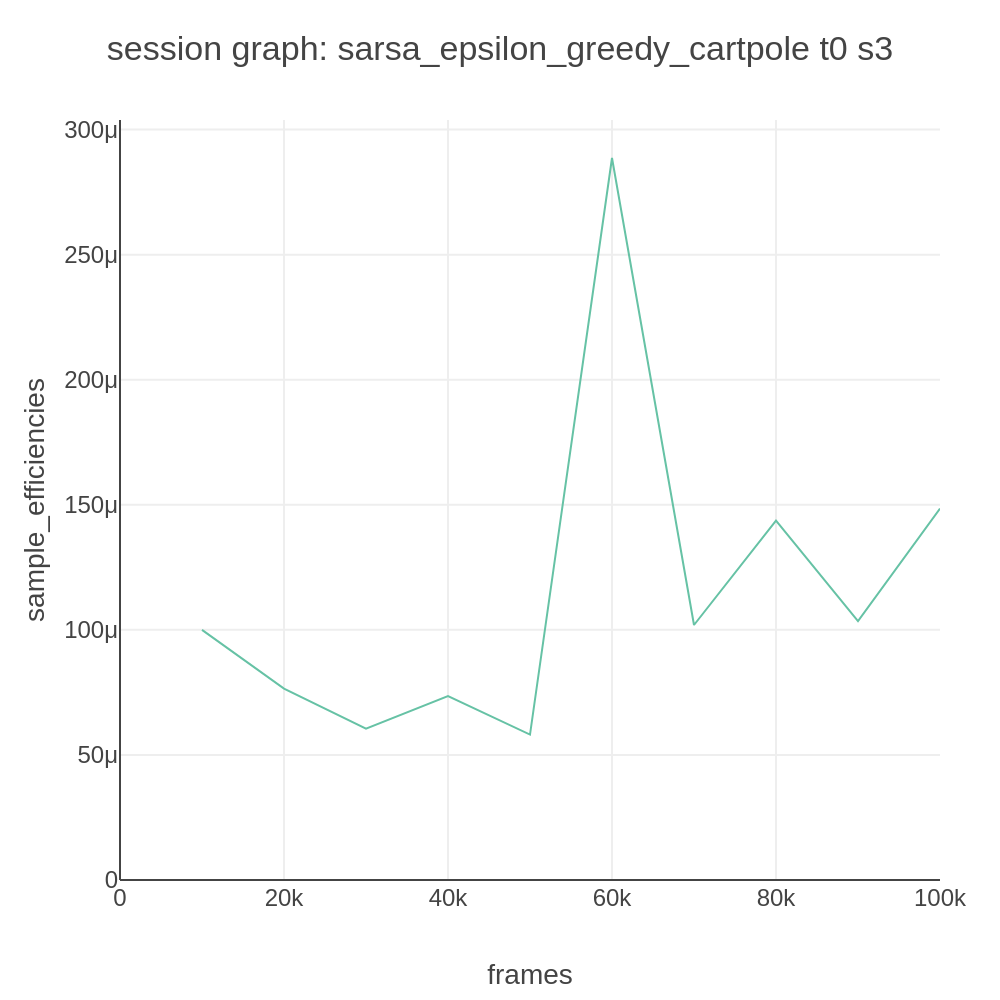 session graph: sarsa_epsilon_greedy_cartpole t0 s3
300μ
250μ
200μ
150μ
100μ
50μ
0
sample_efficiencies
0 20k 40k 60k 80k 100k
frames